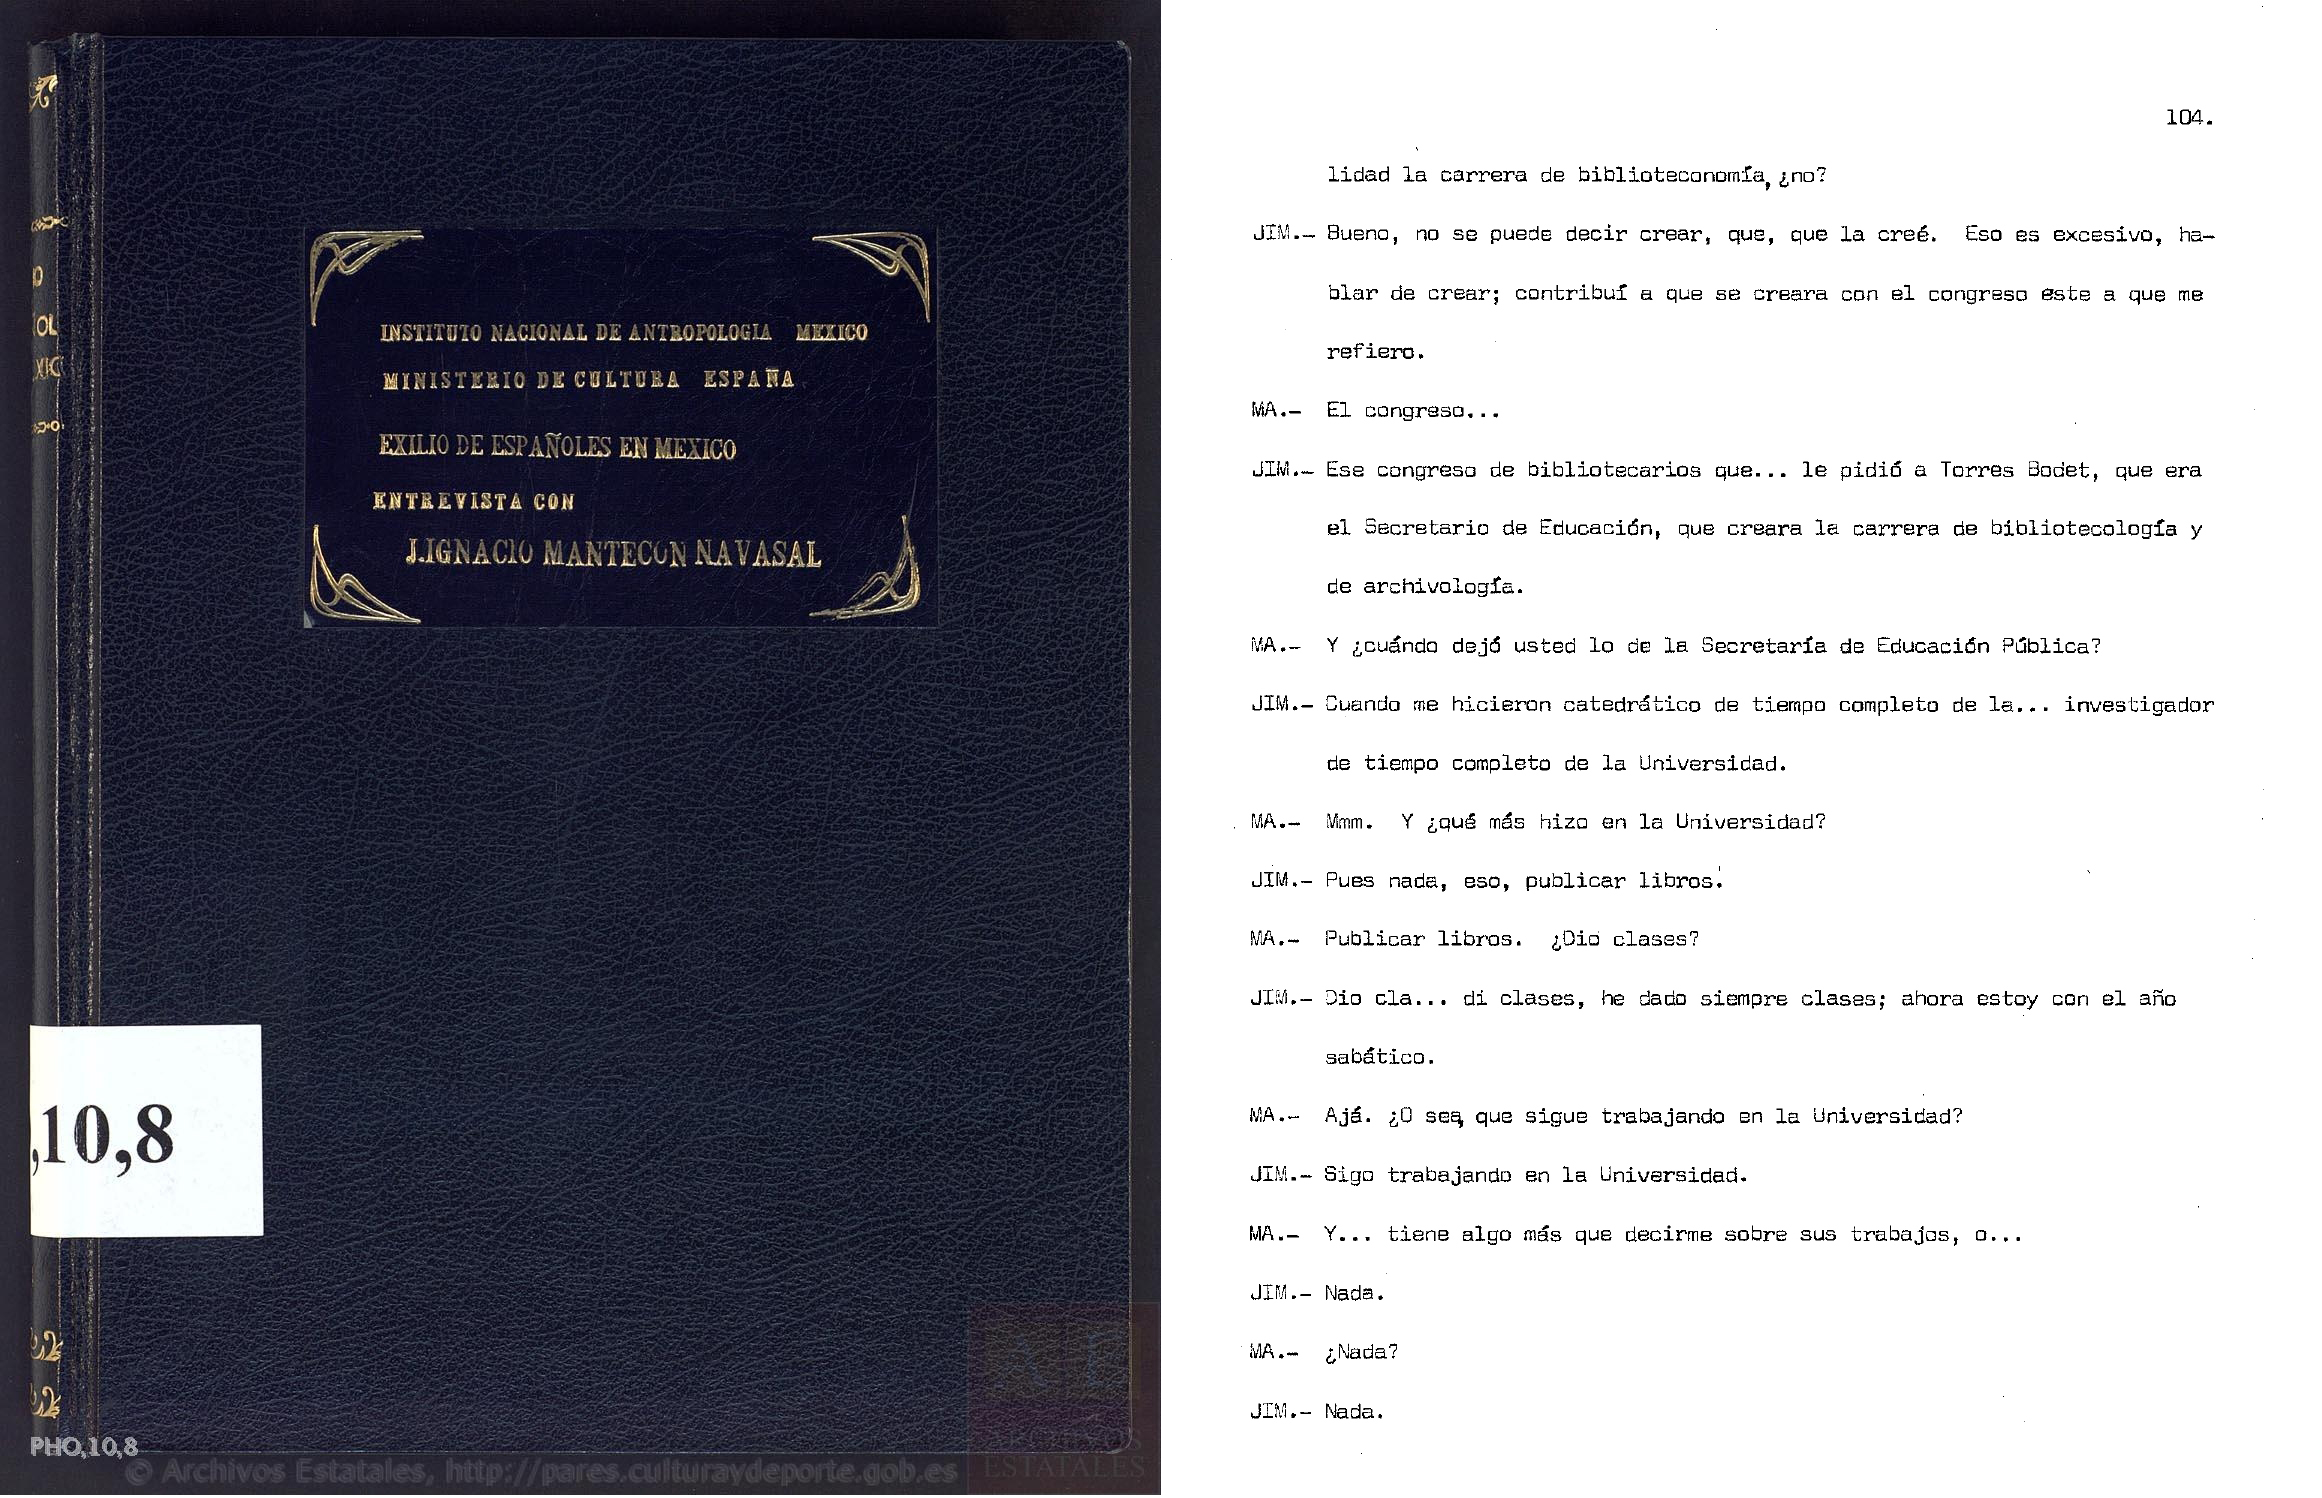 INSTITUTO NACIONAL DE ANTROPOLOGIA MEXICO
MINISTERIO DE CULTURA ESPAÑA
EXILIO DE ESPAÑOLES EN MEXICO
ENTREVISTA CON
J.IGNACIO MANTECON NAVASAL
,10,8
PHO,10,8
© Archivos Estatales, http://pares.culturaydeporte.gob.es
A E
ARCHIVOS
ESTATALES
104.
lidad la carrera de biblioteconomía, ¿no?
JIM.- Bueno, no se puede decir crear, que, que la creé. Eso es excesivo, ha-
blar de crear; contribuí a que se creara con el congreso este a que me
refiero.
MA.- El congreso...
JIM.- Ese congreso de bibliotecarios que... le pidió a Torres Bodet, que era
el Secretario de Educación, que creara la carrera de bibliotecología y
de archivología.
MA.- Y ¿cuándo dejó usted lo de la Secretaría de Educación Pública?
JIM.- Cuando me hicieron catedrático de tiempo completo de la... investigador
de tiempo completo de la Universidad.
MA.- Mmm. Y ¿qué más hizo en la Universidad?
JIM.- Pues nada, eso, publicar libros.
MA.- Publicar libros. ¿Dio clases?
JIM.- Dio cla... di clases, he dado siempre clases; ahora estoy con el año
sabático.
MA.- Ajá. ¿O sea, que sigue trabajando en la Universidad?
JIM.- Sigo trabajando en la Universidad.
MA.- Y... tiene algo más que decirme sobre sus trabajos, o...
JIM.- Nada.
MA.- ¿Nada?
JIM.- Nada.